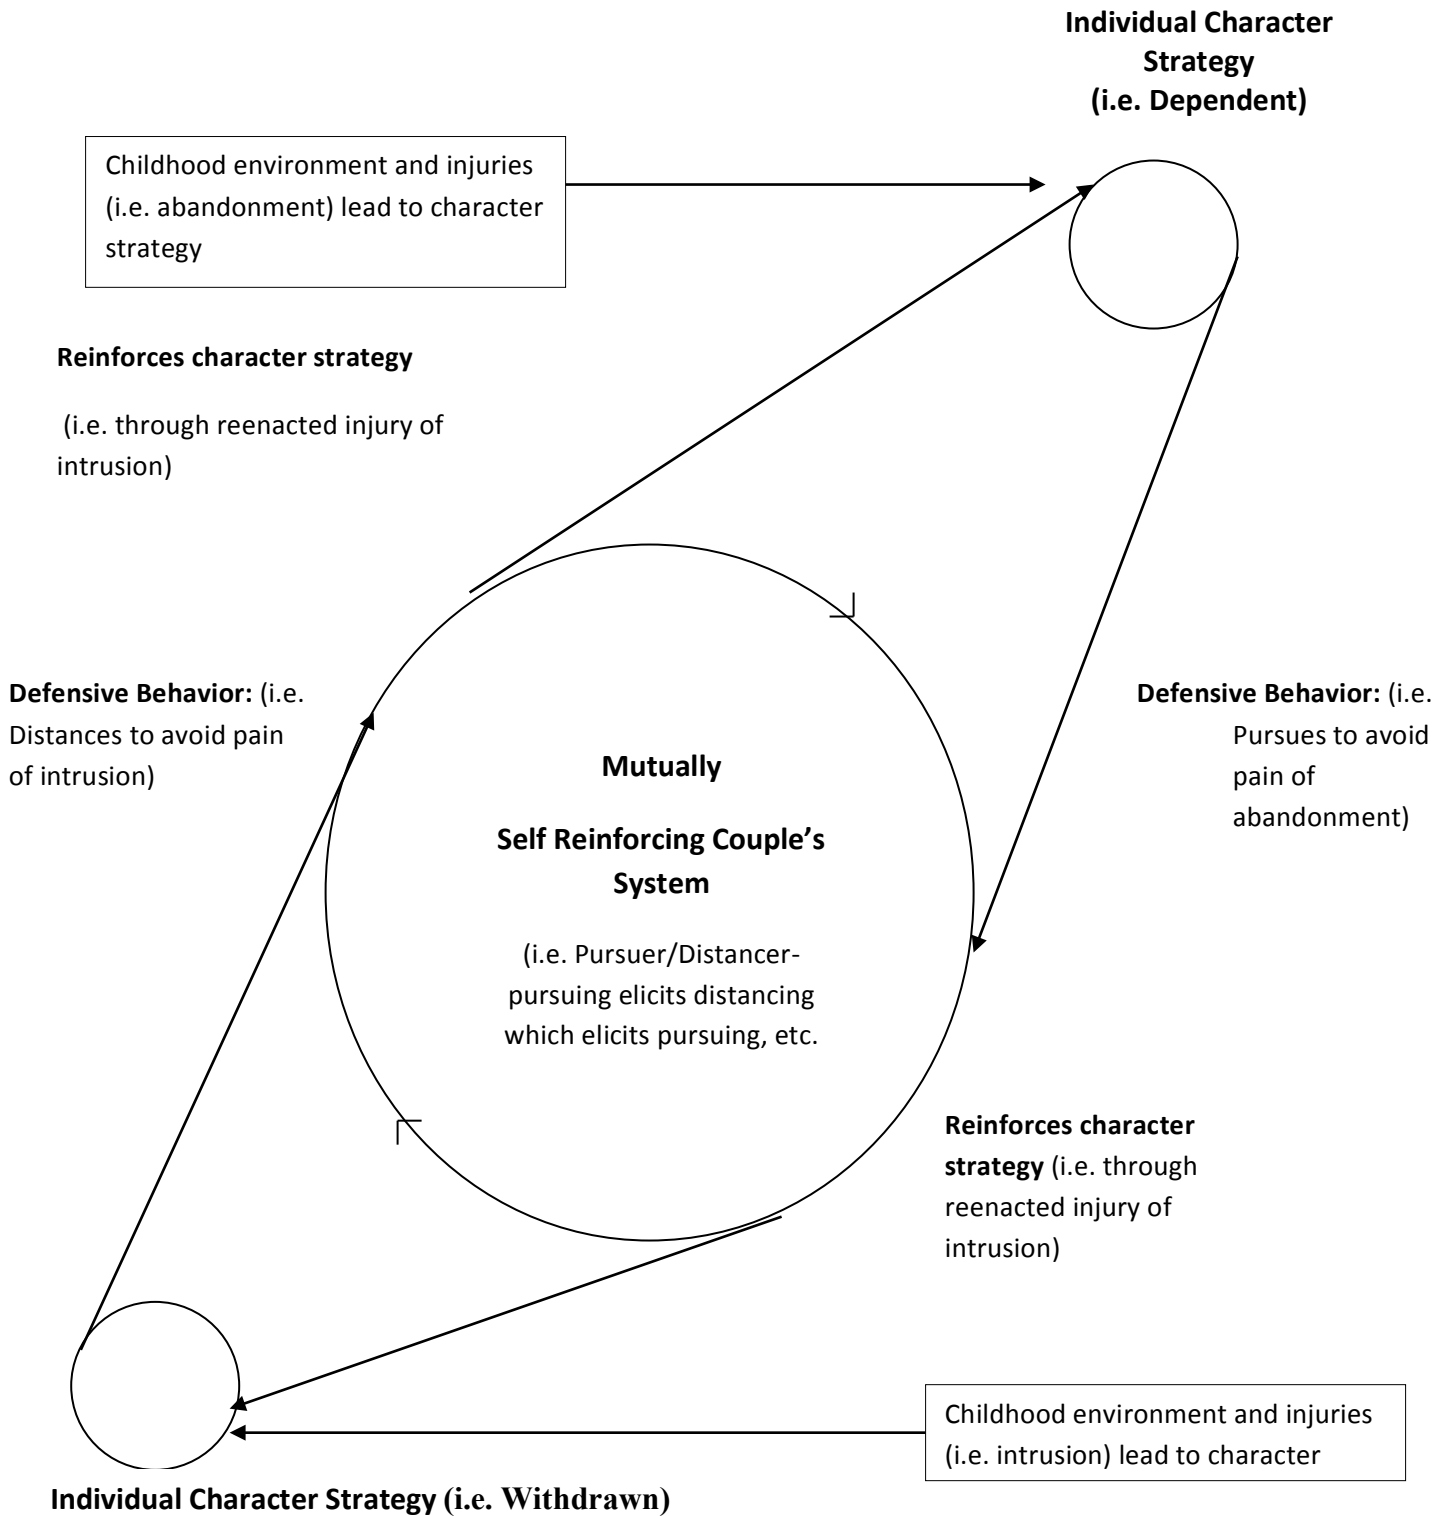 Individual Character
Strategy
(i.e. Dependent)
Childhood environment and injuries
(i.e. abandonment) lead to character
strategy
Reinforces character strategy
(i.e. through reenacted injury of
intrusion)
Defensive Behavior: (i.e.
Distances to avoid pain
of intrusion)
Defensive Behavior: (i.e.
Pursues to avoid
pain of
abandonment)
Mutually
Self Reinforcing Couple’s
System
(i.e. Pursuer/Distancer-
pursuing elicits distancing
which elicits pursuing, etc.
Reinforces character
strategy (i.e. through
reenacted injury of
intrusion)
Childhood environment and injuries
(i.e. intrusion) lead to character
Individual Character Strategy (i.e. Withdrawn)